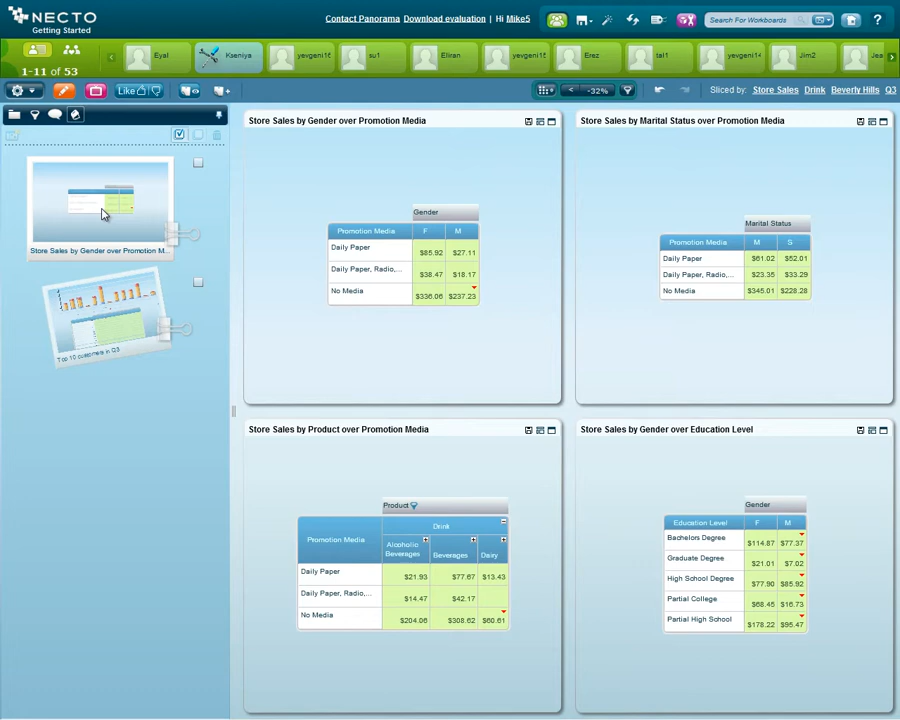 NECTO
Getting Started
Contact Panorama Download evaluation | Hi Mike5
Search For Workboards
?
1-11 of 53
Eyal
Kseniya
yevgeni15
su1
Eliran
yevgeni15
Erez
tal1
yevgeni14
Jim2
Jea
Like
< -32%
Sliced by: Store Sales Drink Beverly Hills Q3
Store Sales by Gender over Promotion M...
Top 10 customers in Q3
Store Sales by Gender over Promotion Media
Gender
Promotion Media F M
Daily Paper $85.92 $27.11
Daily Paper, Radio,... $38.47 $18.17
No Media $336.06 $237.23
Store Sales by Marital Status over Promotion Media
Marital Status
Promotion Media M S
Daily Paper $61.02 $52.01
Daily Paper, Radio,... $23.35 $33.29
No Media $345.01 $228.28
Store Sales by Product over Promotion Media
Product
Drink
Promotion Media Alcoholic Beverages Beverages Dairy
Daily Paper $21.93 $77.67 $13.43
Daily Paper, Radio,... $14.47 $42.17
No Media $204.06 $308.62 $60.61
Store Sales by Gender over Education Level
Gender
Education Level F M
Bachelors Degree $114.87 $77.37
Graduate Degree $21.01 $7.02
High School Degree $77.90 $85.92
Partial College $68.45 $16.73
Partial High School $178.22 $95.47